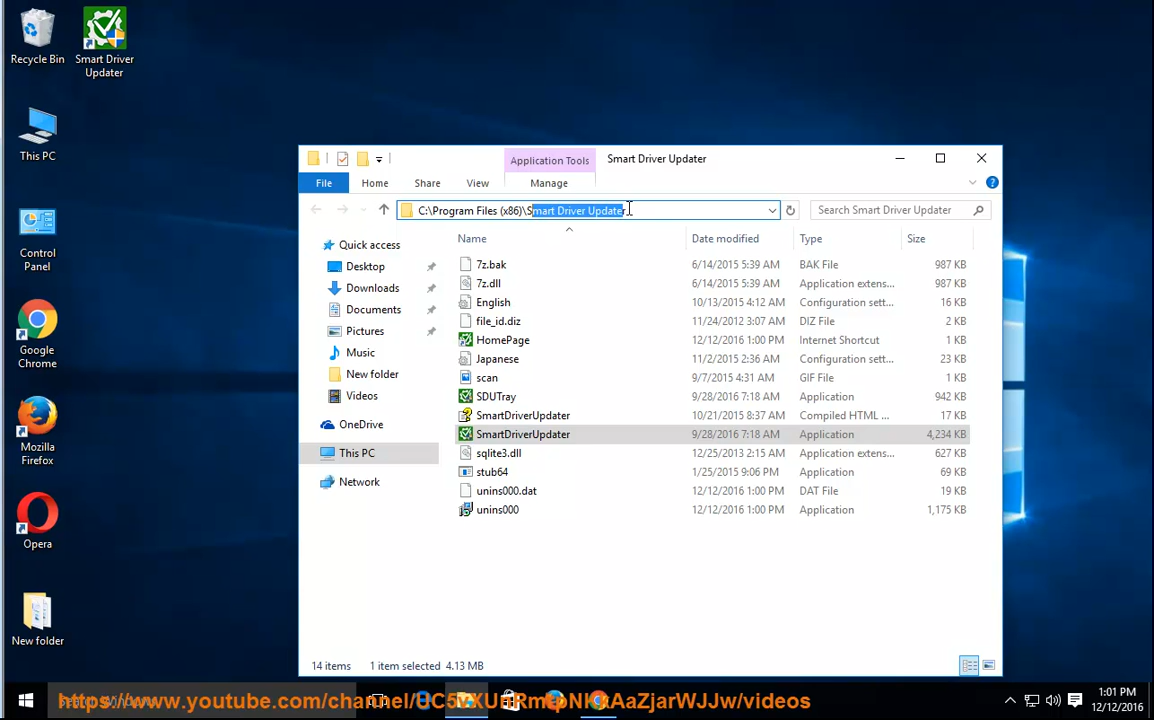 Recycle Bin
Smart Driver
Updater
This PC
Control
Panel
Google
Chrome
Mozilla
Firefox
Opera
New folder
Application Tools
Smart Driver Updater
File
Home
Share
View
Manage
C:\Program Files (x86)\Smart Driver Updater
Search Smart Driver Updater
Quick access
Desktop
Downloads
Documents
Pictures
Music
New folder
Videos
OneDrive
This PC
Network
Name Date modified Type Size
7z.bak 6/14/2015 5:39 AM BAK File 987 KB
7z.dll 6/14/2015 5:39 AM Application extens... 987 KB
English 10/13/2015 4:12 AM Configuration sett... 16 KB
file_id.diz 11/24/2012 3:07 AM DIZ File 2 KB
HomePage 12/12/2016 1:00 PM Internet Shortcut 1 KB
Japanese 11/2/2015 2:36 AM Configuration sett... 23 KB
scan 9/7/2015 4:31 AM GIF File 1 KB
SDUTray 9/28/2016 7:18 AM Application 942 KB
SmartDriverUpdater 10/21/2015 8:37 AM Compiled HTML ... 17 KB
SmartDriverUpdater 9/28/2016 7:18 AM Application 4,234 KB
sqlite3.dll 12/25/2013 2:15 AM Application extens... 627 KB
stub64 1/25/2015 9:06 PM Application 69 KB
unins000.dat 12/12/2016 1:00 PM DAT File 19 KB
unins000 12/12/2016 1:00 PM Application 1,175 KB
14 items 1 item selected 4.13 MB
Search Windows
1:01 PM
12/12/2016